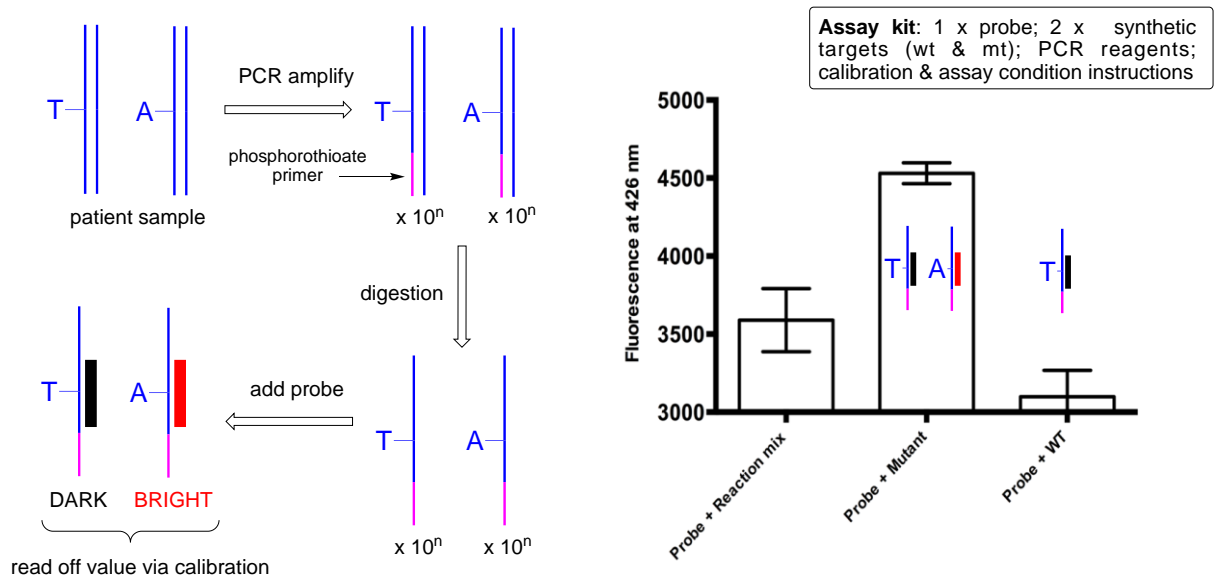 T
A
PCR amplify
T
A
phosphorothioate
primer
patient sample
x 10ⁿ
x 10ⁿ
digestion
T
A
add probe
T
A
x 10ⁿ
x 10ⁿ
DARK
BRIGHT
read off value via calibration
Assay kit: 1 x probe; 2 x synthetic
targets (wt & mt); PCR reagents;
calibration & assay condition instructions
Fluorescence at 426 nm
5000
4500
4000
3500
3000
T
A
T
Probe + Reaction mix
Probe + Mutant
Probe + WT